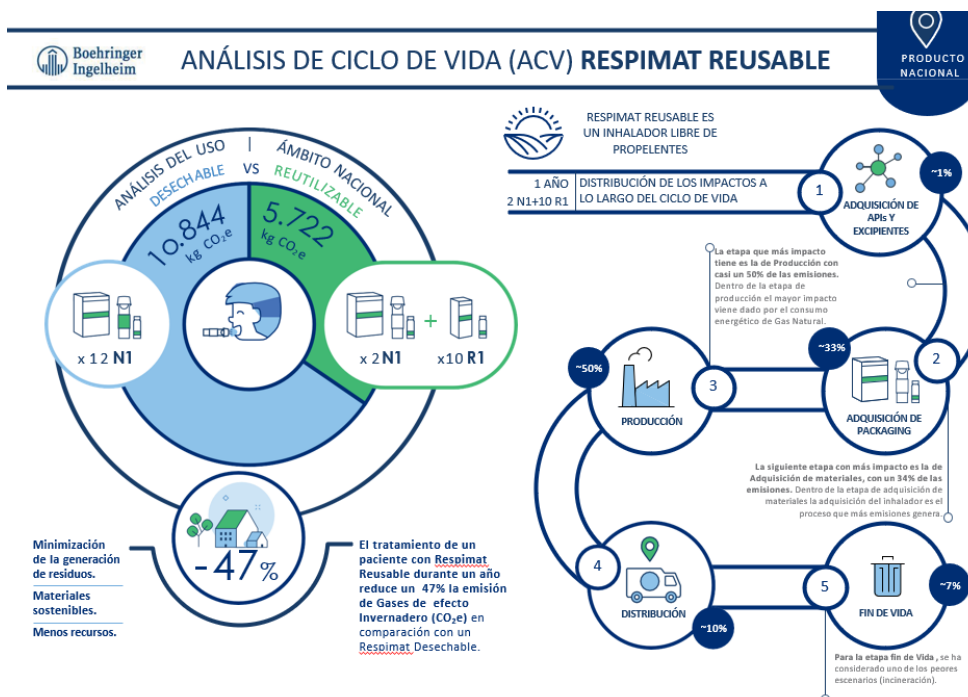 Boehringer
Ingelheim
ANÁLISIS DE CICLO DE VIDA (ACV) RESPIMAT REUSABLE
PRODUCTO
NACIONAL
ANÁLISIS DEL USO | ÁMBITO NACIONAL
DESECHABLE VS REUTILIZABLE
10.844
kg CO₂e
5.722
kg CO₂e
x 12 N1
x 2 N1
+
x10 R1
-47%
Minimización
de la generación
de residuos.
Materiales
sostenibles.
Menos recursos.
El tratamiento de un
paciente con Respimat
Reusable durante un año
reduce un 47% la emisión
de Gases de efecto
Invernadero (CO₂e) en
comparación con un
Respimat Desechable.
RESPIMAT REUSABLE ES
UN INHALADOR LIBRE DE
PROPELENTES
1 AÑO
2 N1+10 R1
DISTRIBUCIÓN DE LOS IMPACTOS A
LO LARGO DEL CICLO DE VIDA
1
~1%
ADQUISICIÓN DE
APIs Y
EXCIPIENTES
La etapa que más impacto
tiene es la de Producción con
casi un 50% de las emisiones.
Dentro de la etapa de
producción el mayor impacto
viene dado por el consumo
energético de Gas Natural.
~33%
2
ADQUISICIÓN DE
PACKAGING
~50%
3
PRODUCCIÓN
La siguiente etapa con más impacto es la de
Adquisición de materiales, con un 34% de las
emisiones. Dentro de la etapa de adquisición de
materiales la adquisición del inhalador es el
proceso que más emisiones genera.
4
DISTRIBUCIÓN
~10%
5
FIN DE VIDA
~7%
Para la etapa fin de Vida , se ha
considerado uno de los peores
escenarios (incineración).